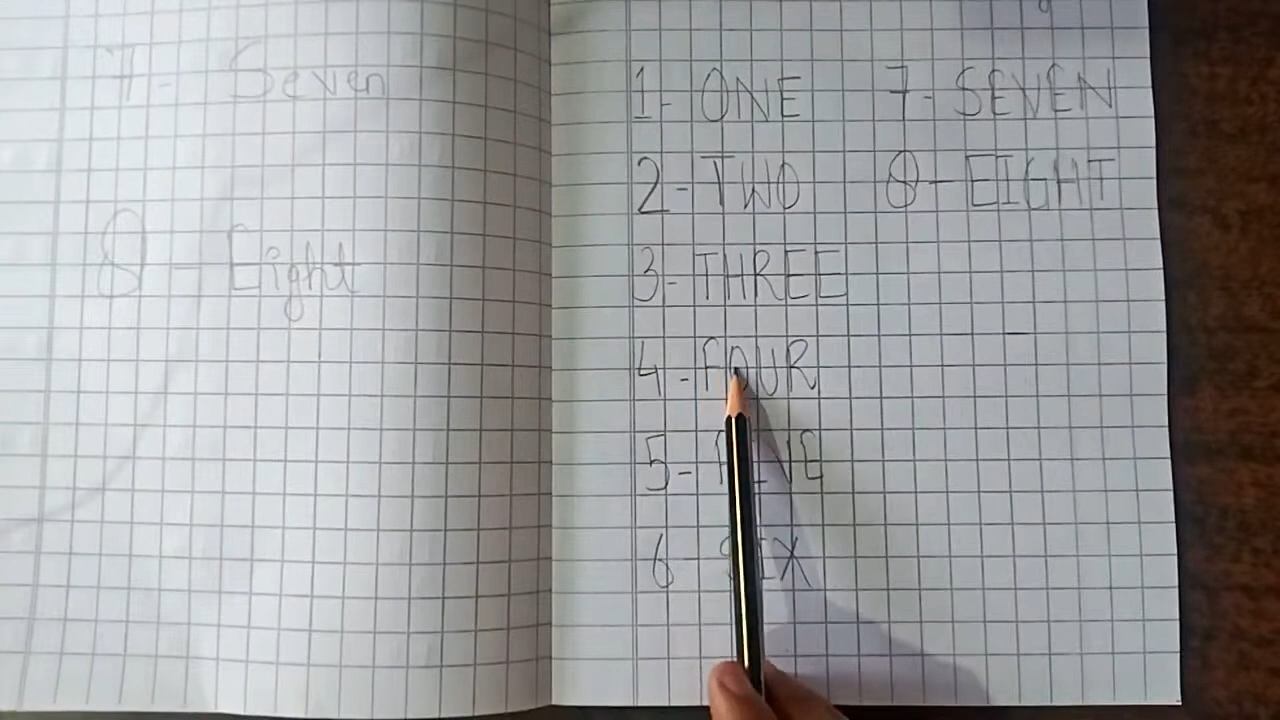 7 - Seven
8 - Eight
1- ONE
2 - TWO
3 - THREE
4 - FOUR
5 - FIVE
6 - SIX
7 - SEVEN
8 - EIGHT